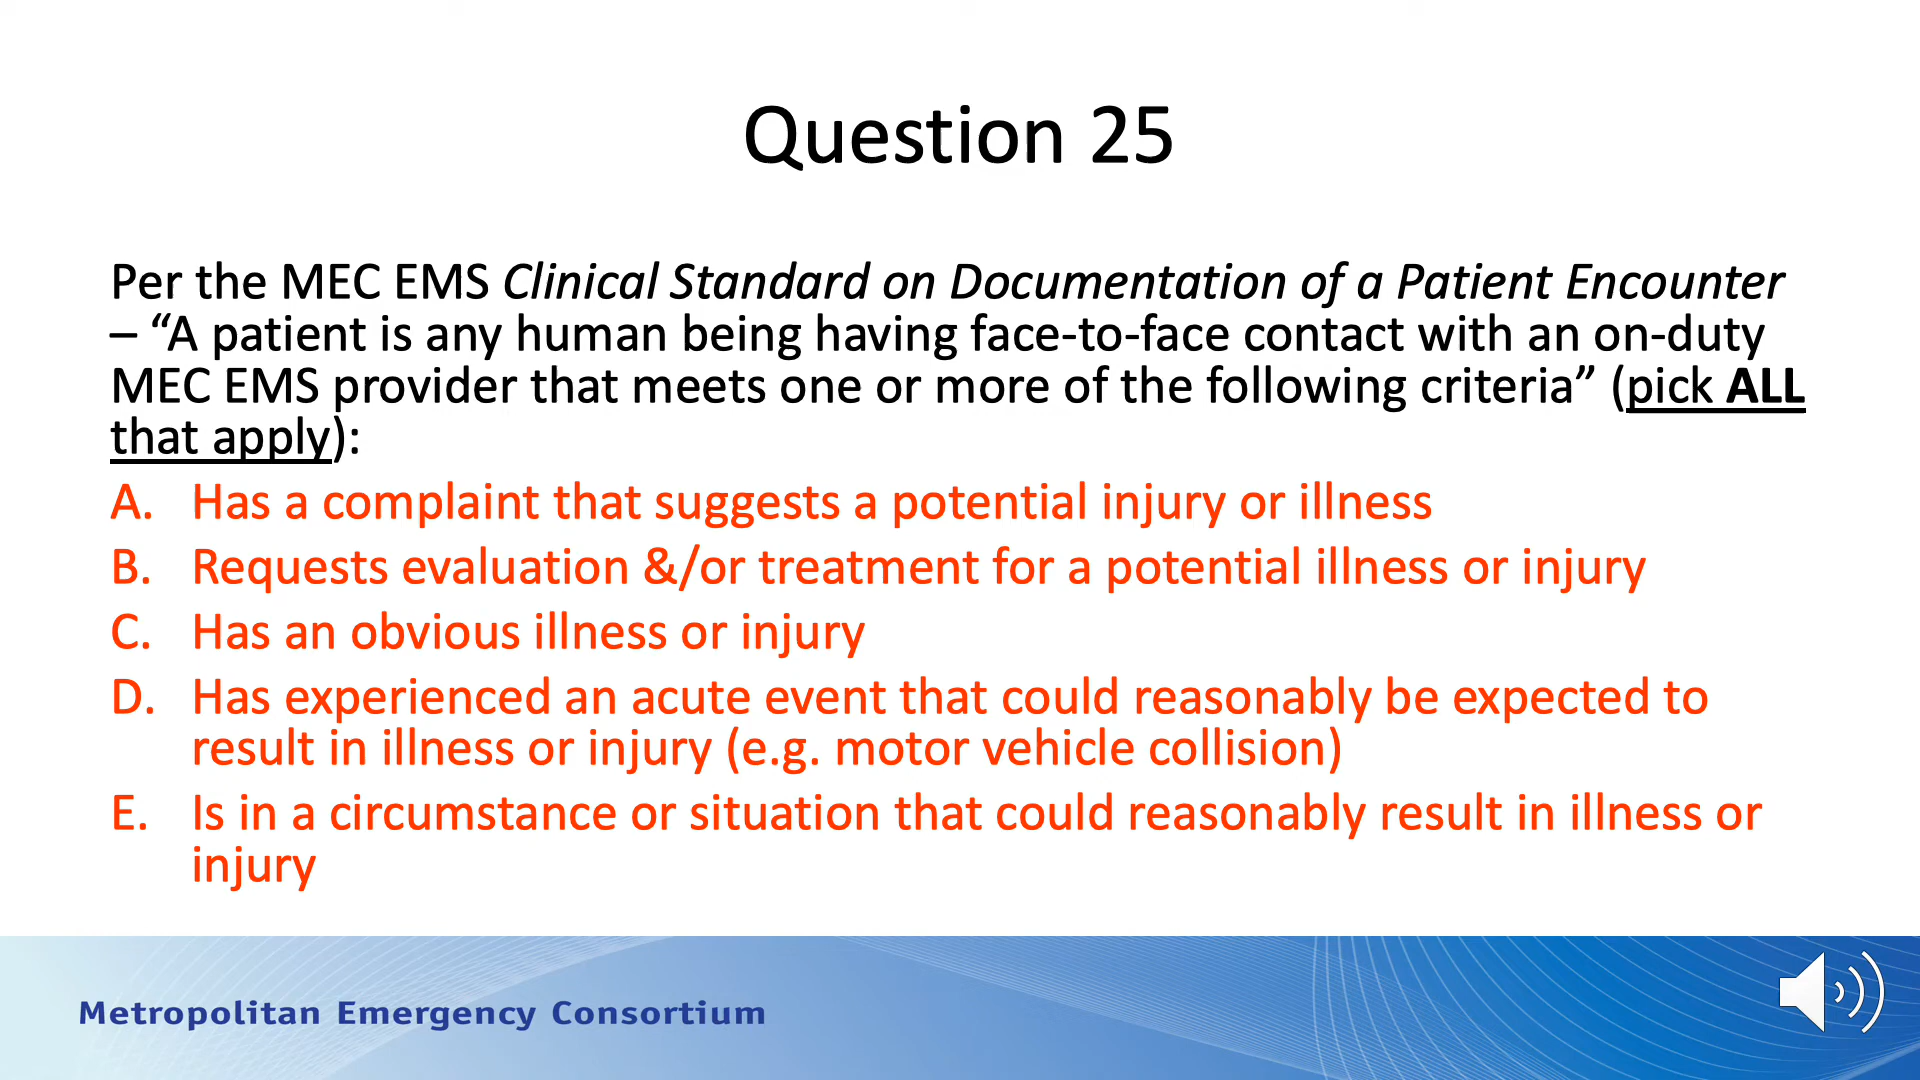 Question 25
Per the MEC EMS Clinical Standard on Documentation of a Patient Encounter
– “A patient is any human being having face-to-face contact with an on-duty
MEC EMS provider that meets one or more of the following criteria” (pick ALL
that apply):
A. Has a complaint that suggests a potential injury or illness
B. Requests evaluation &/or treatment for a potential illness or injury
C. Has an obvious illness or injury
D. Has experienced an acute event that could reasonably be expected to
result in illness or injury (e.g. motor vehicle collision)
E. Is in a circumstance or situation that could reasonably result in illness or
injury
Metropolitan Emergency Consortium